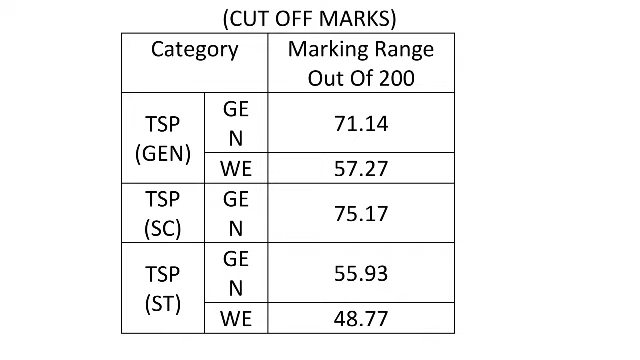 (CUT OFF MARKS)
Category Marking Range
Out Of 200
TSP
(GEN)
GE
N
71.14
WE 57.27
TSP
(SC)
GE
N
75.17
TSP
(ST)
GE
N
55.93
WE 48.77